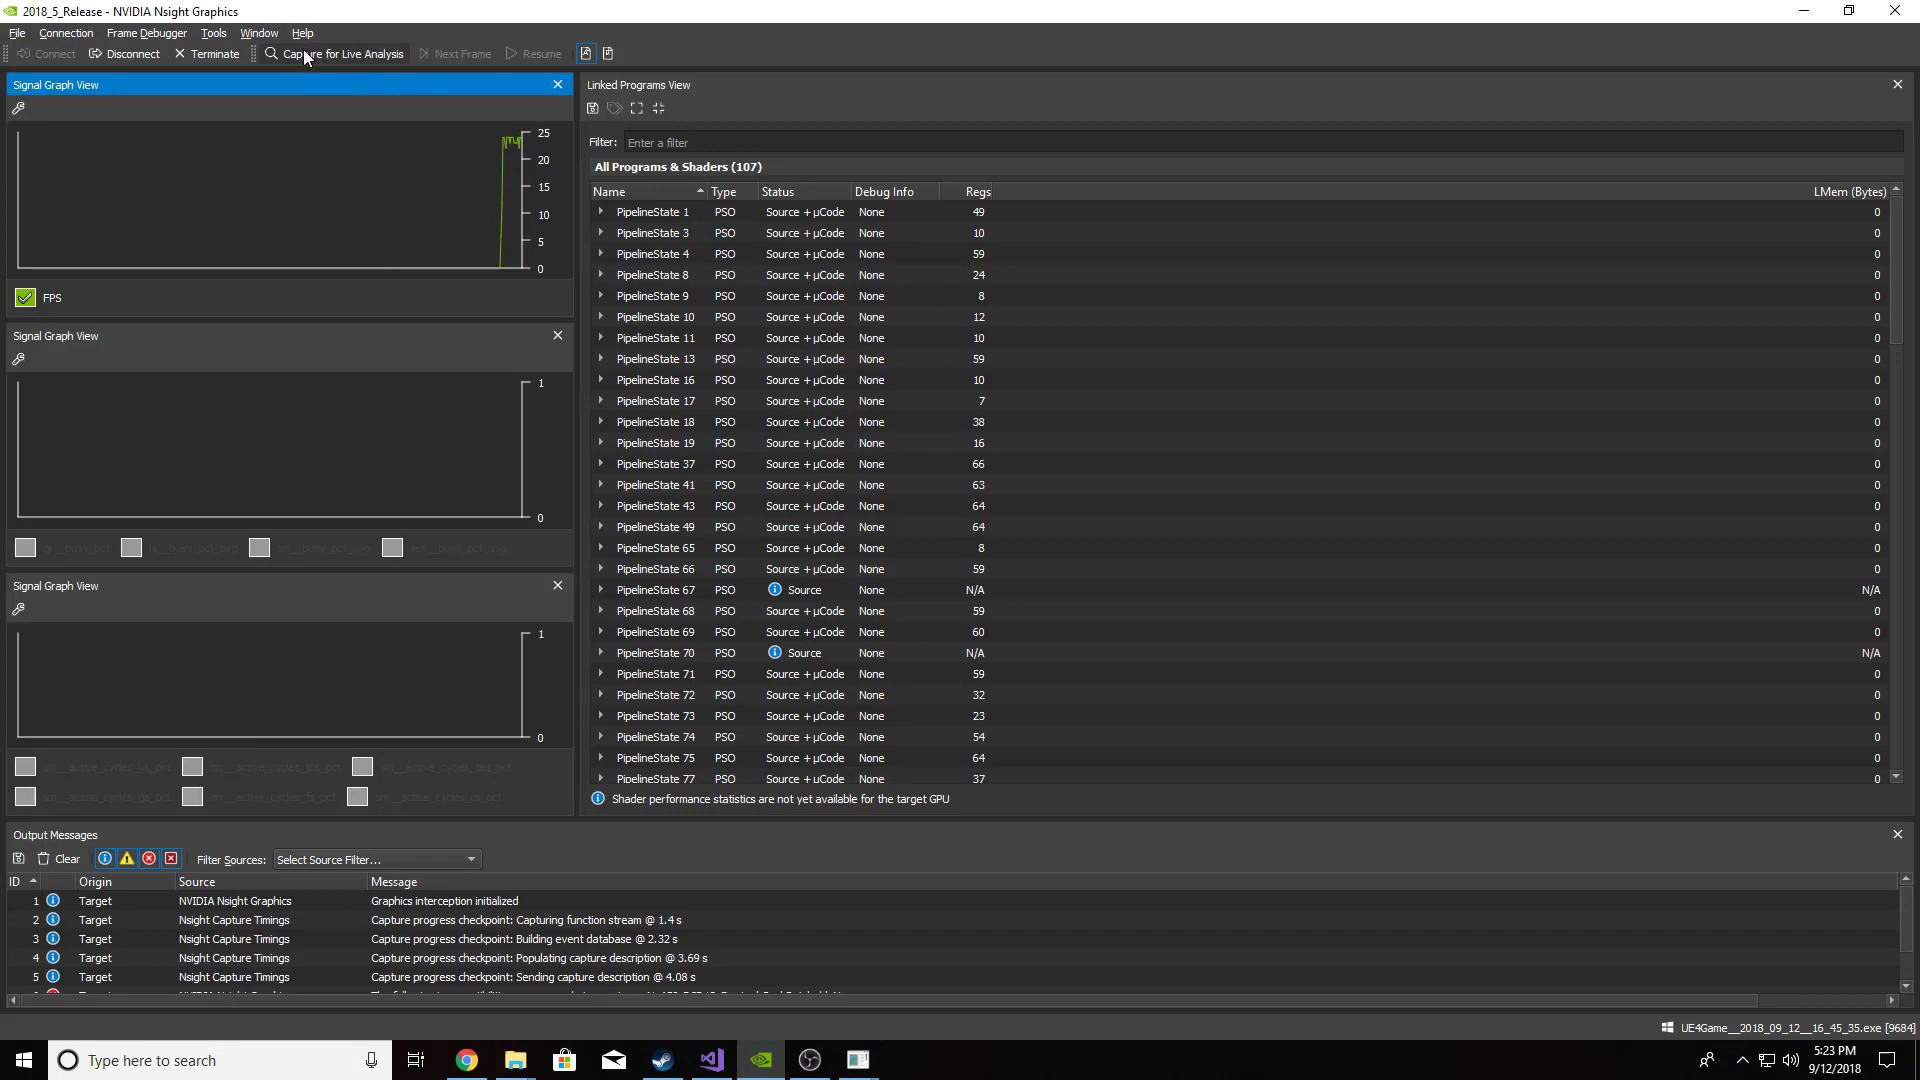 2018_5_Release - NVIDIA Nsight Graphics
File Connection Frame Debugger Tools Window Help
Connect Disconnect Terminate Capture for Live Analysis Next Frame Resume
Signal Graph View
25
20
15
10
5
0
FPS
Signal Graph View
1
0
Signal Graph View
1
0
Linked Programs View
Filter: Enter a filter
All Programs & Shaders (107)
Name Type Status Debug Info Regs LMem (Bytes)
PipelineState 1 PSO Source + µCode None 49 0
PipelineState 3 PSO Source + µCode None 10 0
PipelineState 4 PSO Source + µCode None 59 0
PipelineState 8 PSO Source + µCode None 24 0
PipelineState 9 PSO Source + µCode None 8 0
PipelineState 10 PSO Source + µCode None 12 0
PipelineState 11 PSO Source + µCode None 10 0
PipelineState 13 PSO Source + µCode None 59 0
PipelineState 16 PSO Source + µCode None 10 0
PipelineState 17 PSO Source + µCode None 7 0
PipelineState 18 PSO Source + µCode None 38 0
PipelineState 19 PSO Source + µCode None 16 0
PipelineState 37 PSO Source + µCode None 66 0
PipelineState 41 PSO Source + µCode None 63 0
PipelineState 43 PSO Source + µCode None 64 0
PipelineState 49 PSO Source + µCode None 64 0
PipelineState 65 PSO Source + µCode None 8 0
PipelineState 66 PSO Source + µCode None 59 0
PipelineState 67 PSO Source None N/A N/A
PipelineState 68 PSO Source + µCode None 59 0
PipelineState 69 PSO Source + µCode None 60 0
PipelineState 70 PSO Source None N/A N/A
PipelineState 71 PSO Source + µCode None 59 0
PipelineState 72 PSO Source + µCode None 32 0
PipelineState 73 PSO Source + µCode None 23 0
PipelineState 74 PSO Source + µCode None 54 0
PipelineState 75 PSO Source + µCode None 64 0
PipelineState 77 PSO Source + µCode None 37 0
Shader performance statistics are not yet available for the target GPU
Output Messages
Clear Filter Sources: Select Source Filter...
ID Origin Source Message
1 Target NVIDIA Nsight Graphics Graphics interception initialized
2 Target Nsight Capture Timings Capture progress checkpoint: Capturing function stream @ 1.4 s
3 Target Nsight Capture Timings Capture progress checkpoint: Building event database @ 2.32 s
4 Target Nsight Capture Timings Capture progress checkpoint: Populating capture description @ 3.69 s
5 Target Nsight Capture Timings Capture progress checkpoint: Sending capture description @ 4.08 s
UE4Game__2018_09_12__16_45_35.exe [9684]
Type here to search
5:23 PM
9/12/2018